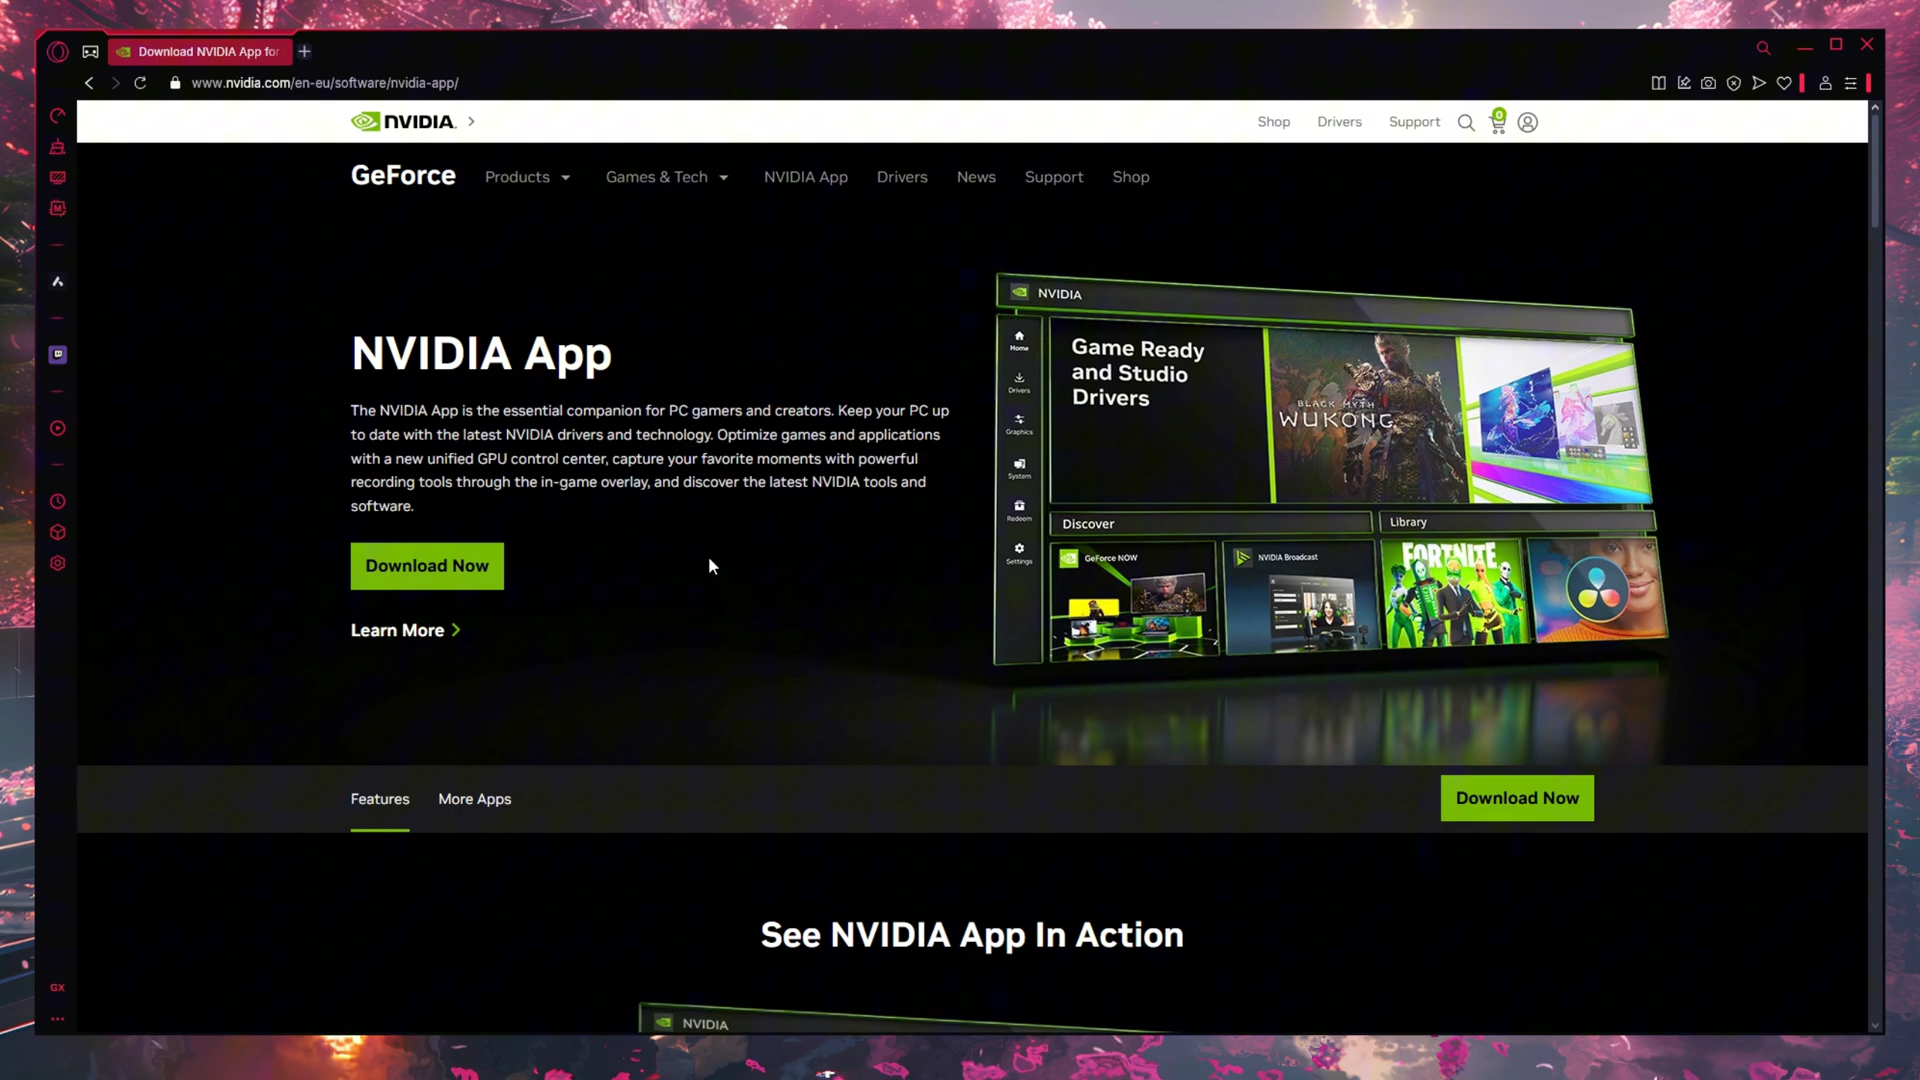 Download NVIDIA App for
www.nvidia.com/en-eu/software/nvidia-app/
NVIDIA.
Shop
Drivers
Support
0
GeForce
Products
Games & Tech
NVIDIA App
Drivers
News
Support
Shop
NVIDIA App
The NVIDIA App is the essential companion for PC gamers and creators. Keep your PC up
to date with the latest NVIDIA drivers and technology. Optimize games and applications
with a new unified GPU control center, capture your favorite moments with powerful
recording tools through the in-game overlay, and discover the latest NVIDIA tools and
software.
Download Now
Learn More
NVIDIA
Home
Drivers
Graphics
System
Redeem
Settings
Game Ready
and Studio
Drivers
BLACK MYTH
WUKONG
Discover
Library
GeForce NOW
NVIDIA Broadcast
FORTNITE
Features
More Apps
Download Now
See NVIDIA App In Action
NVIDIA
GX